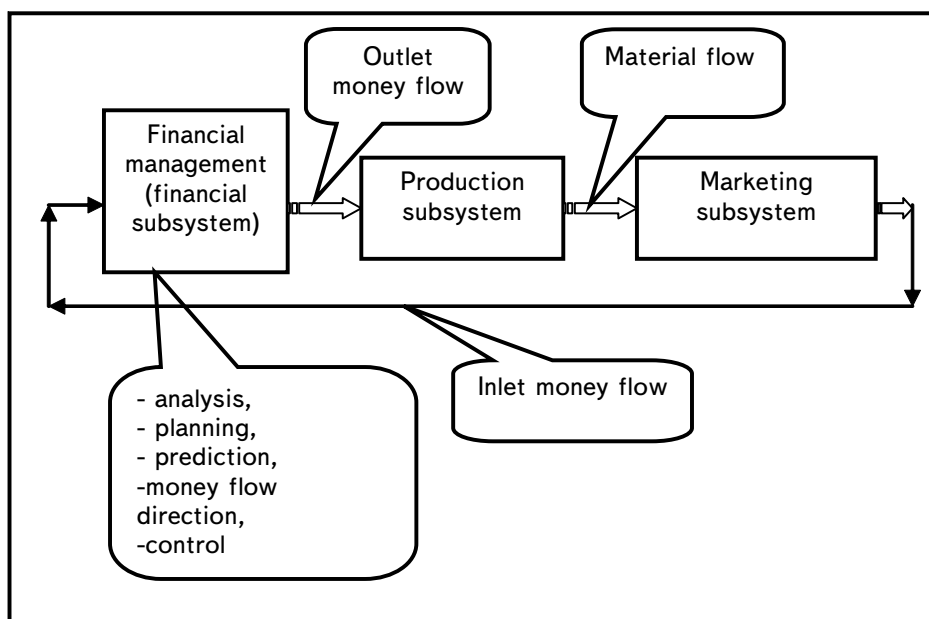 Outlet
money flow
Material flow
Financial
management
(financial
subsystem)
Production
subsystem
Marketing
subsystem
Inlet money flow
- analysis,
- planning,
- prediction,
-money flow
direction,
-control